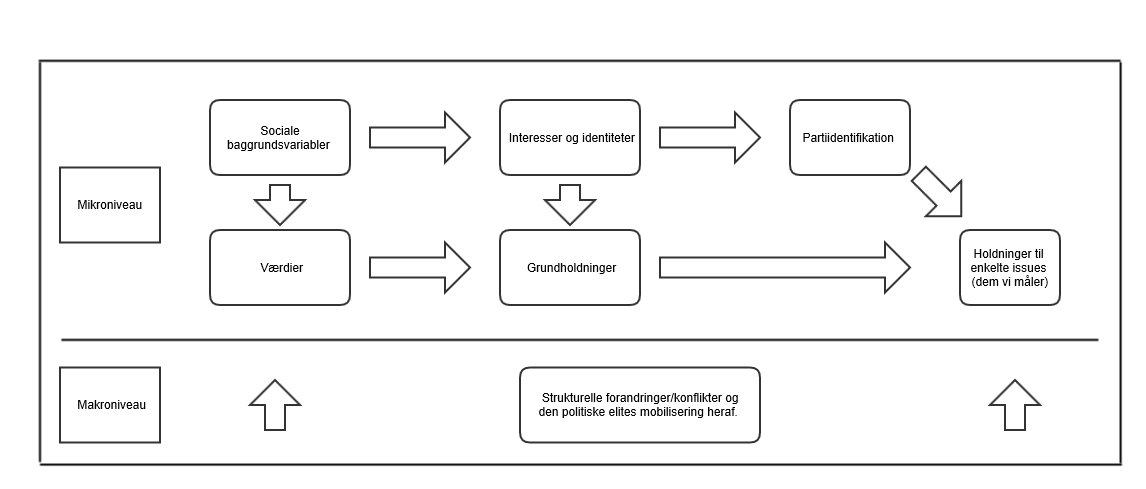 Sociale
baggrundsvariabler
Interesser og identiteter
Partiidentifikation
Mikroniveau
Værdier
Grundholdninger
Holdninger til
enkelte issues
(dem vi måler)
Makroniveau
Strukturelle forandringer/konflikter og
den politiske elites mobilisering heraf.